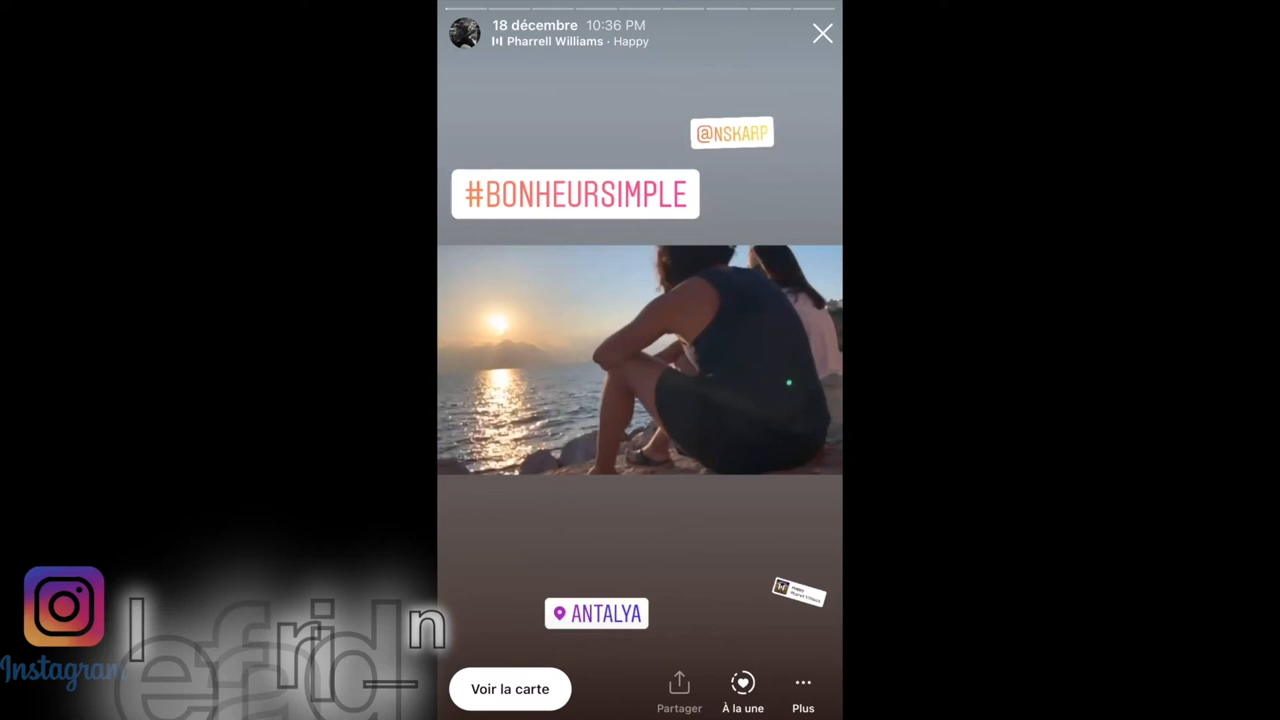 18 décembre 10:36 PM
Pharrell Williams · Happy
@NSKARP
#BONHEURSIMPLE
ANTALYA
Voir la carte
Partager
À la une
Plus
Instagram